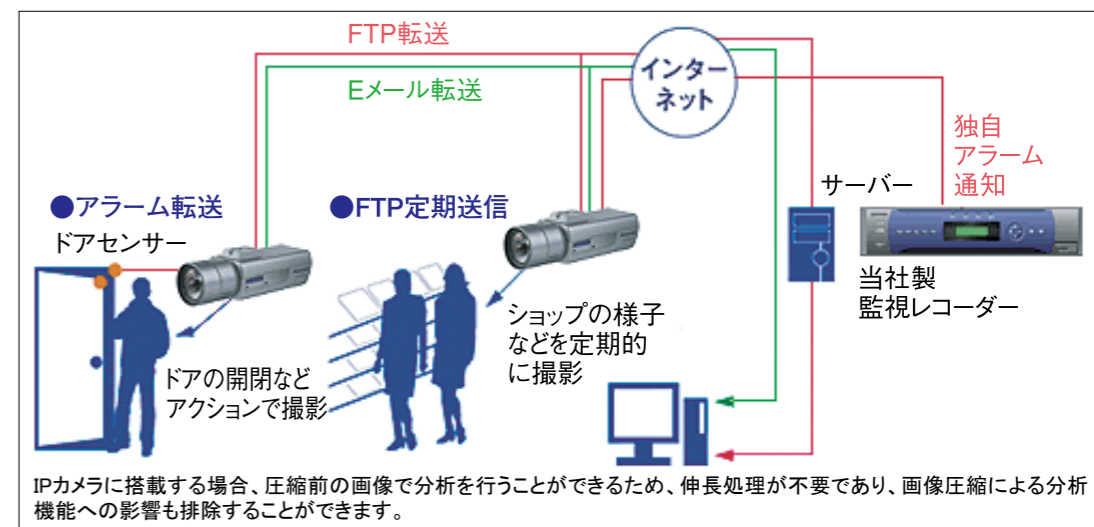 FTP転送
Eメール転送
インター
ネット
独自
アラーム
通知
サーバー
●アラーム転送
●FTP定期送信
ドアセンサー
当社製
監視レコーダー
ショップの様子
などを定期的
に撮影
ドアの開閉など
アクションで撮影
IPカメラに搭載する場合、圧縮前の画像で分析を行うことができるため、伸長処理が不要であり、画像圧縮による分析
機能への影響も排除することができます。